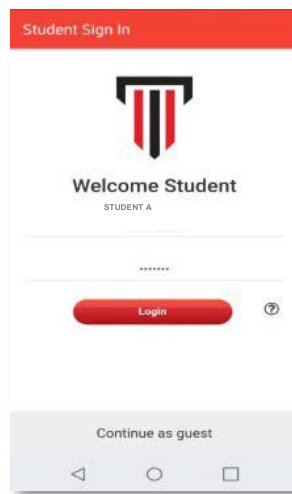 Student Sign In
Welcome Student
STUDENT A
.......
Login
Continue as guest